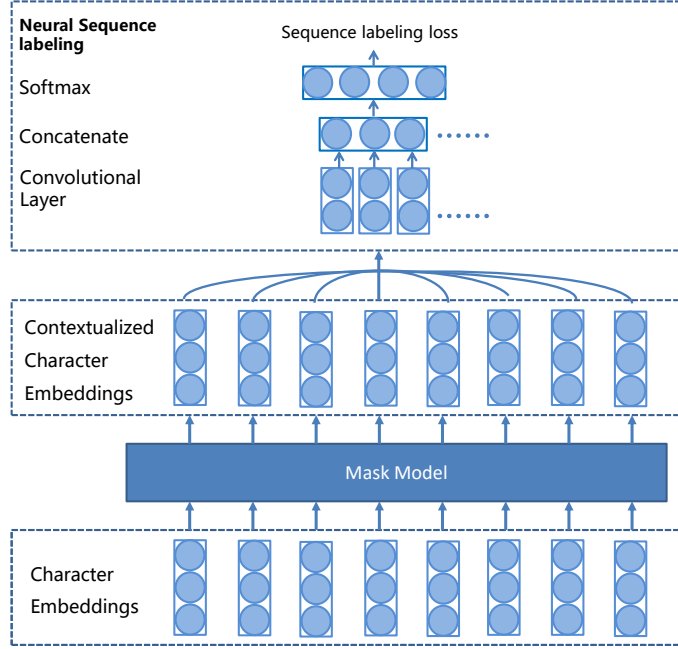 Neural Sequence
labeling
Sequence labeling loss
Softmax
Concatenate
Convolutional
Layer
Contextualized
Character
Embeddings
Mask Model
Character
Embeddings